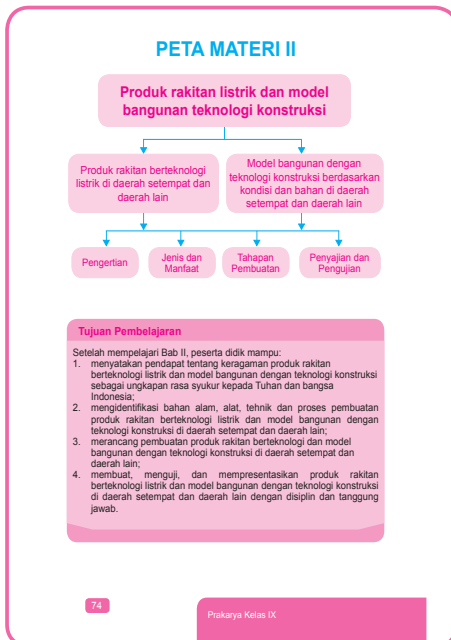 PETA MATERI II
Produk rakitan listrik dan model
bangunan teknologi konstruksi
Produk rakitan berteknologi
listrik di daerah setempat dan
daerah lain
Model bangunan dengan
teknologi konstruksi berdasarkan
kondisi dan bahan di daerah
setempat dan daerah lain
Pengertian
Jenis dan
Manfaat
Tahapan
Pembuatan
Penyajian dan
Pengujian
Tujuan Pembelajaran
Setelah mempelajari Bab II, peserta didik mampu:
1. menyatakan pendapat tentang keragaman produk rakitan
berteknologi listrik dan model bangunan dengan teknologi konstruksi
sebagai ungkapan rasa syukur kepada Tuhan dan bangsa
Indonesia;
2. mengidentifikasi bahan alam, alat, tehnik dan proses pembuatan
produk rakitan berteknologi listrik dan model bangunan dengan
teknologi konstruksi di daerah setempat dan daerah lain;
3. merancang pembuatan produk rakitan berteknologi dan model
bangunan dengan teknologi konstruksi di daerah setempat dan
daerah lain;
4. membuat, menguji, dan mempresentasikan produk rakitan
berteknologi listrik dan model bangunan dengan teknologi konstruksi
di daerah setempat dan daerah lain dengan disiplin dan tanggung
jawab.
74
Prakarya Kelas IX